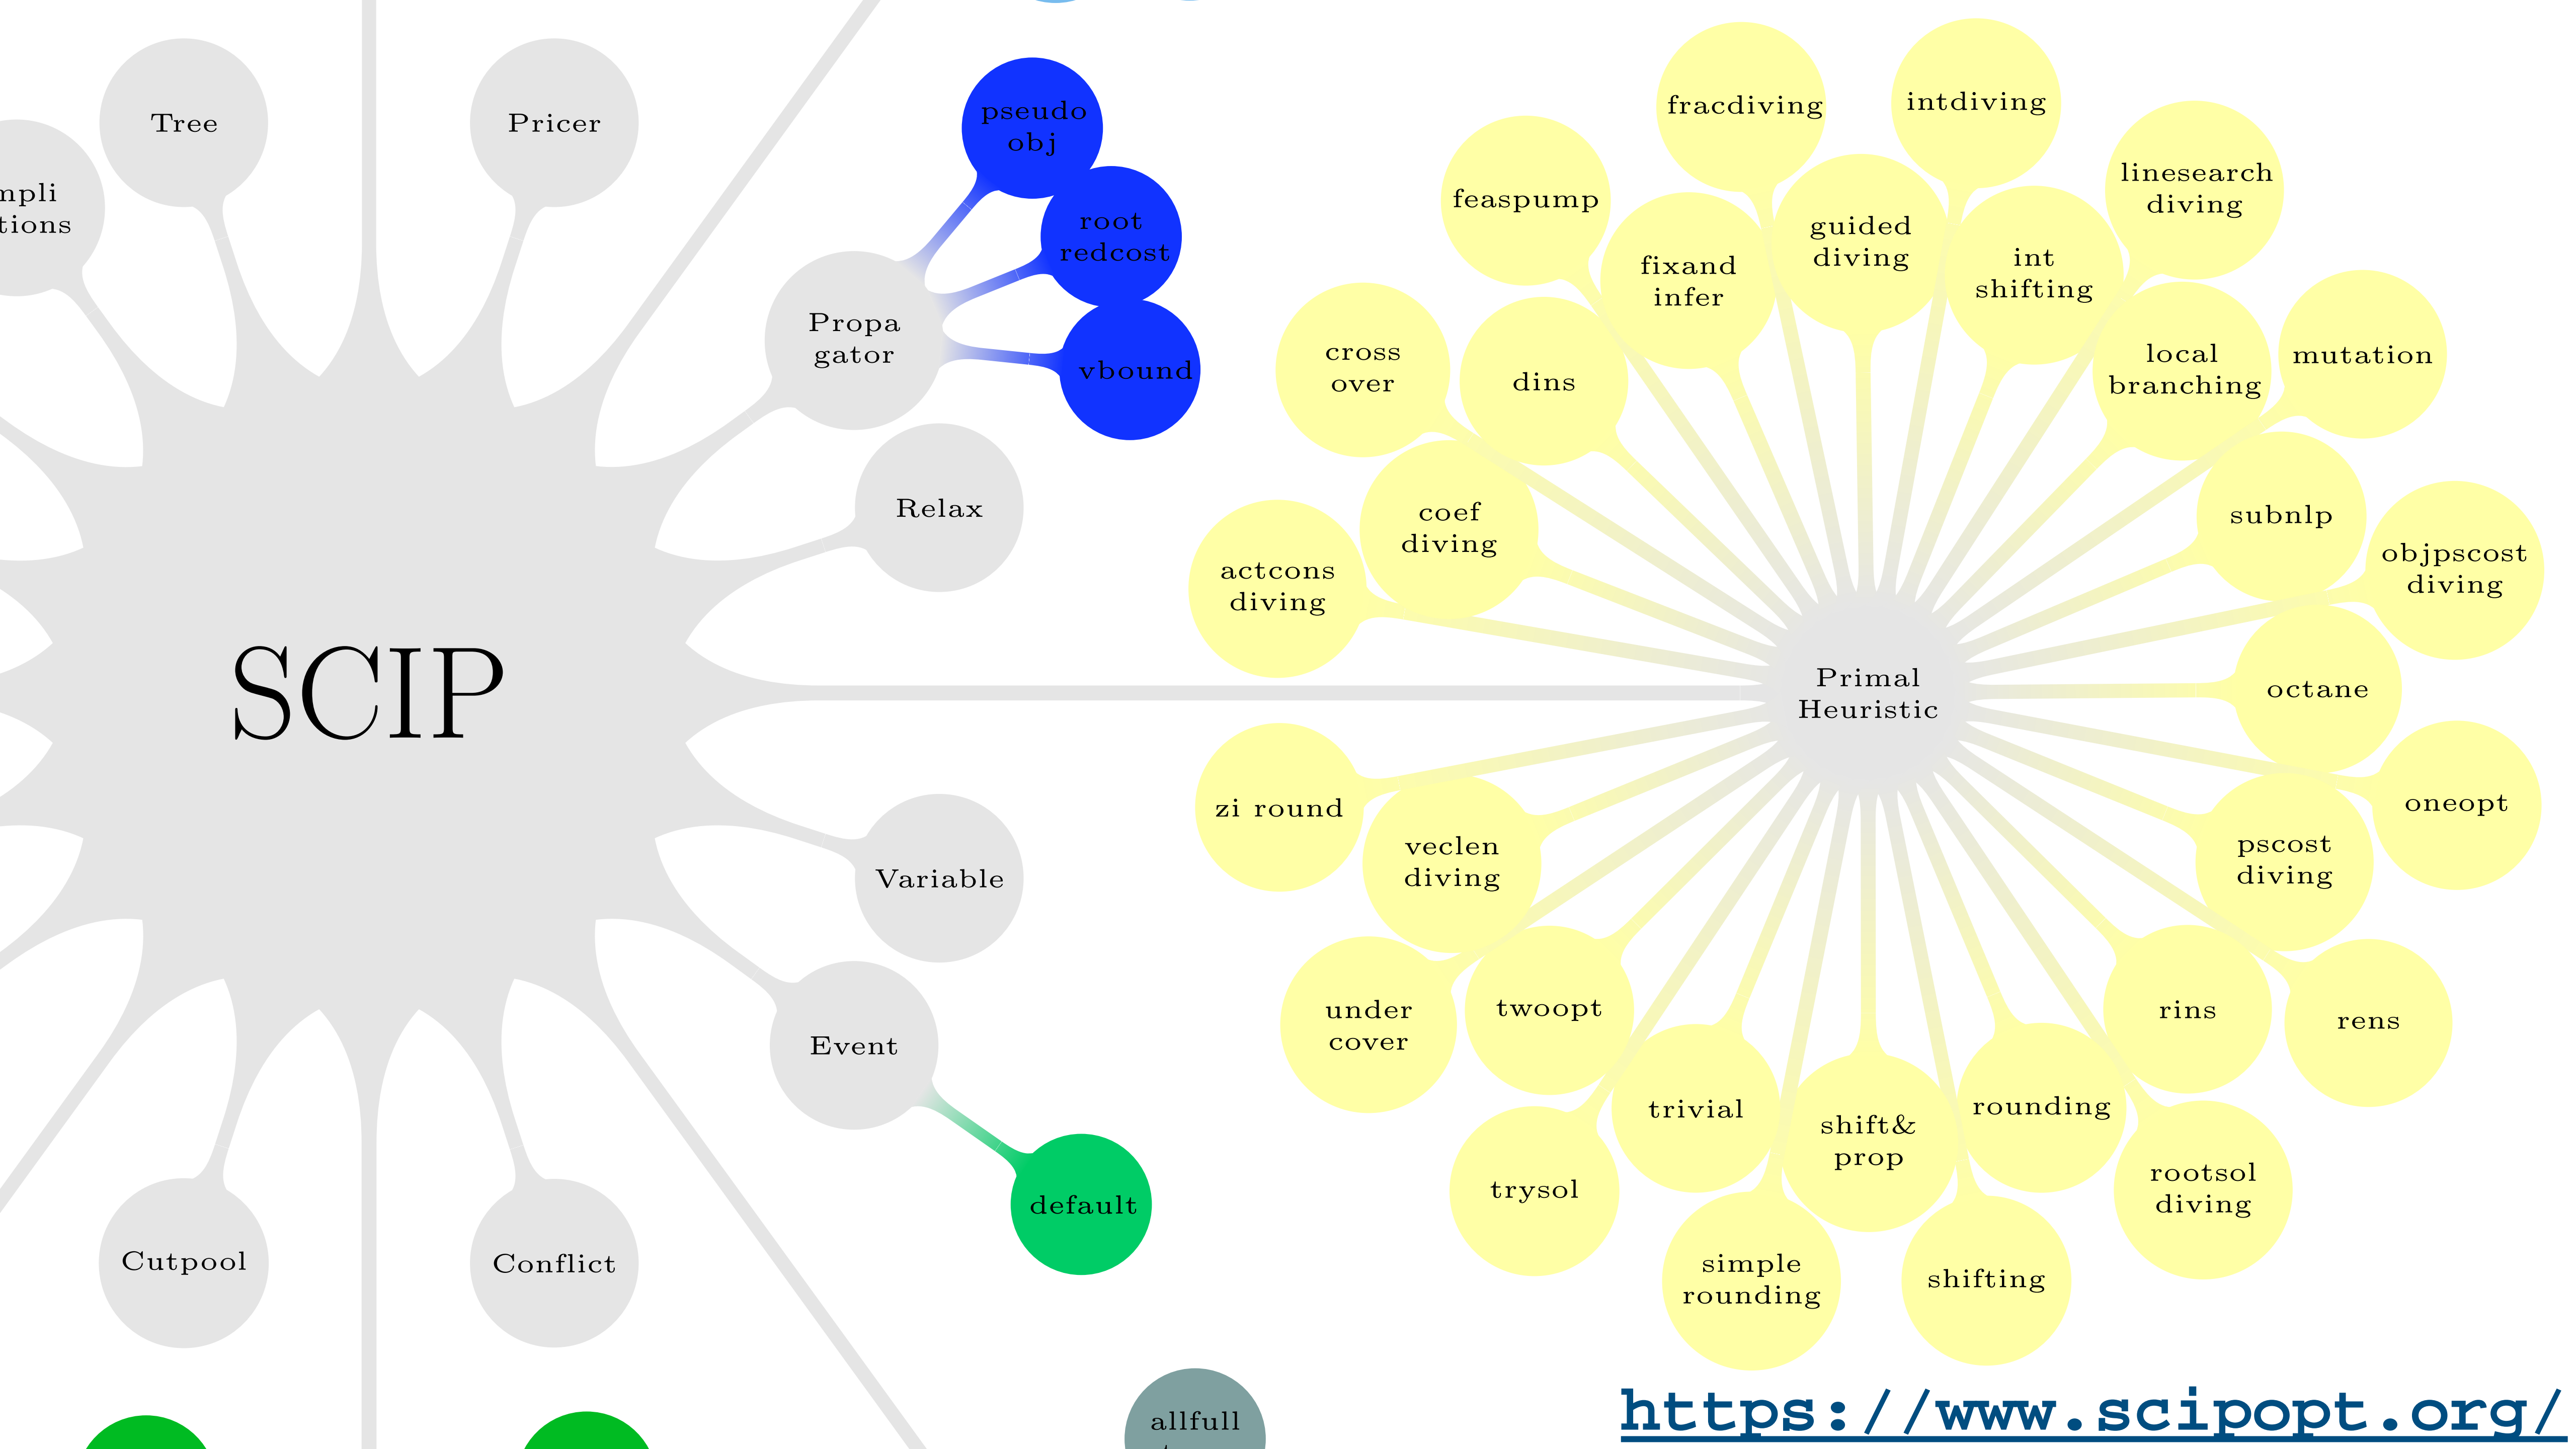 Tree
Pricer
mpli
tions
pseudo
obj
root
redcost
vbound
Propa
gator
Relax
SCIP
Variable
Event
default
Cutpool
Conflict
allfull
fracdiving
intdiving
linesearch
diving
feaspump
fixand
infer
guided
diving
int
shifting
cross
over
dins
local
branching
mutation
coef
diving
subnlp
actcons
diving
objpscost
diving
Primal
Heuristic
octane
zi round
oneopt
veclen
diving
pscost
diving
under
cover
twoopt
rins
rens
trivial
shift&
prop
rounding
trysol
rootsol
diving
simple
rounding
shifting
https://www.scipopt.org/